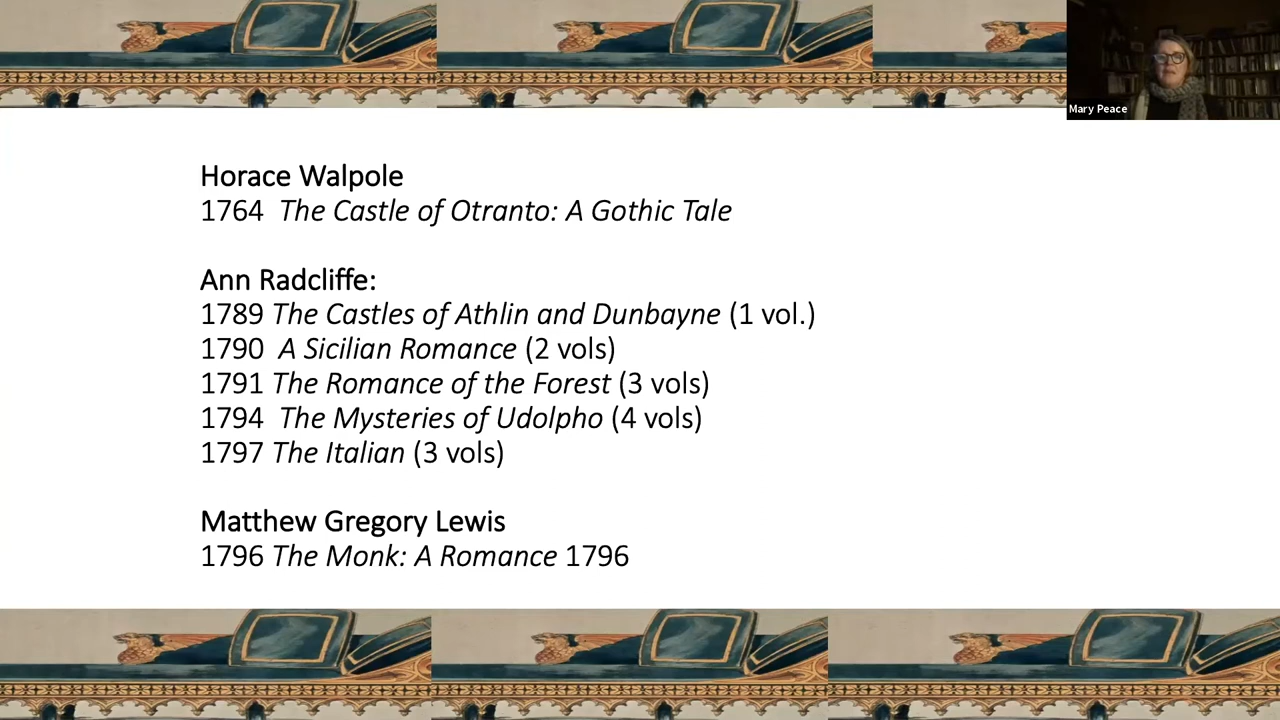 Mary Peace
Horace Walpole
1764 The Castle of Otranto: A Gothic Tale
Ann Radcliffe:
1789 The Castles of Athlin and Dunbayne (1 vol.)
1790 A Sicilian Romance (2 vols)
1791 The Romance of the Forest (3 vols)
1794 The Mysteries of Udolpho (4 vols)
1797 The Italian (3 vols)
Matthew Gregory Lewis
1796 The Monk: A Romance 1796